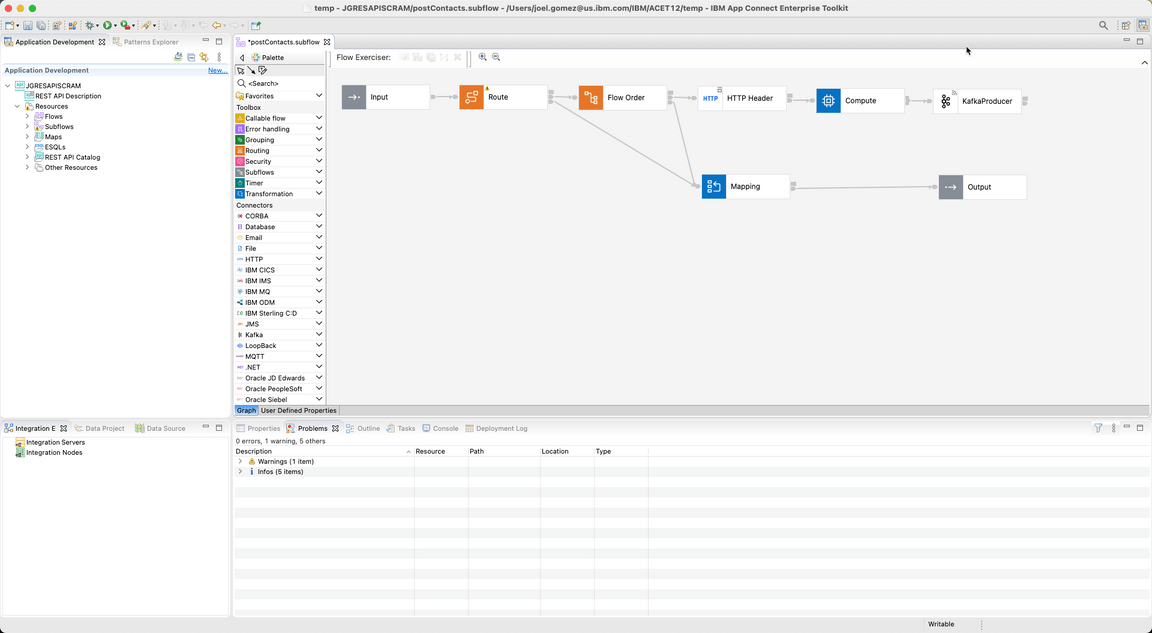 temp - JGRESAPISCRAM/postContacts.subflow - /Users/joel.gomez@us.ibm.com/IBM/ACET12/temp - IBM App Connect Enterprise Toolkit
Application Development
Patterns Explorer
Application Development
New...
JGRESAPISCRAM
REST API Description
Resources
Flows
Subflows
Maps
ESQLs
REST API Catalog
Other Resources
*postContacts.subflow
Palette
<Search>
Favorites
Toolbox
Callable flow
Error handling
Grouping
Routing
Security
Subflows
Timer
Transformation
Connectors
CORBA
Database
Email
File
HTTP
IBM CICS
IBM IMS
IBM MQ
IBM ODM
IBM Sterling C:D
JMS
Kafka
LoopBack
MQTT
.NET
Oracle JD Edwards
Oracle PeopleSoft
Oracle Siebel
Flow Exerciser:
Input
Route
Flow Order
HTTP
HTTP Header
Compute
KafkaProducer
Mapping
Output
Graph
User Defined Properties
Integration E
Data Project
Data Source
Integration Servers
Integration Nodes
Properties
Problems
Outline
Tasks
Console
Deployment Log
0 errors, 1 warning, 5 others
Description
Resource
Path
Location
Type
Warnings (1 item)
Infos (5 items)
Writable